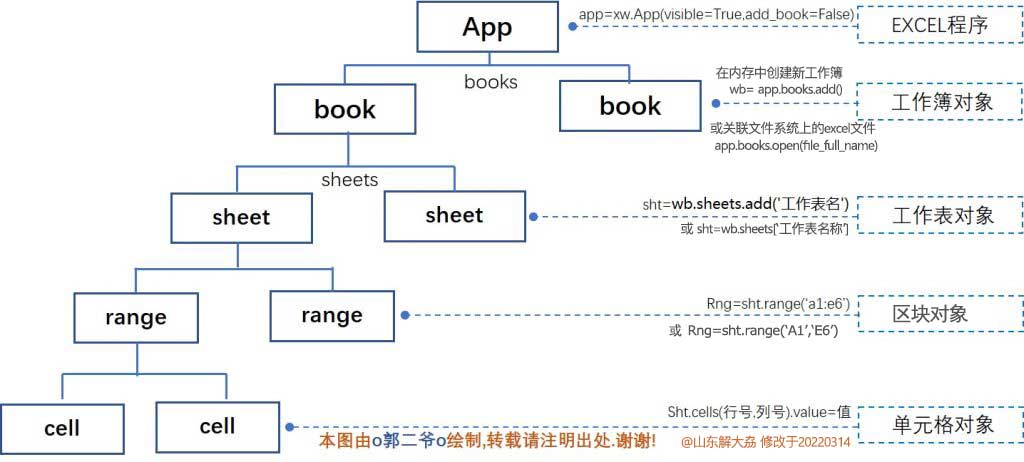 App
app=xw.App(visible=True,add_book=False)
EXCEL程序
books
book
book
在内存中创建新工作簿
wb= app.books.add()
工作簿对象
或关联文件系统上的excel文件
app.books.open(file_full_name)
sheets
sheet
sheet
sht=wb.sheets.add('工作表名')
工作表对象
或 sht=wb.sheets['工作表名称']
range
range
Rng=sht.range('a1:e6')
区块对象
或 Rng=sht.range('A1','E6')
cell
cell
Sht.cells(行号,列号).value=值
单元格对象
本图由o郭二爷o绘制,转载请注明出处.谢谢!
@山东解大劦 修改于20220314